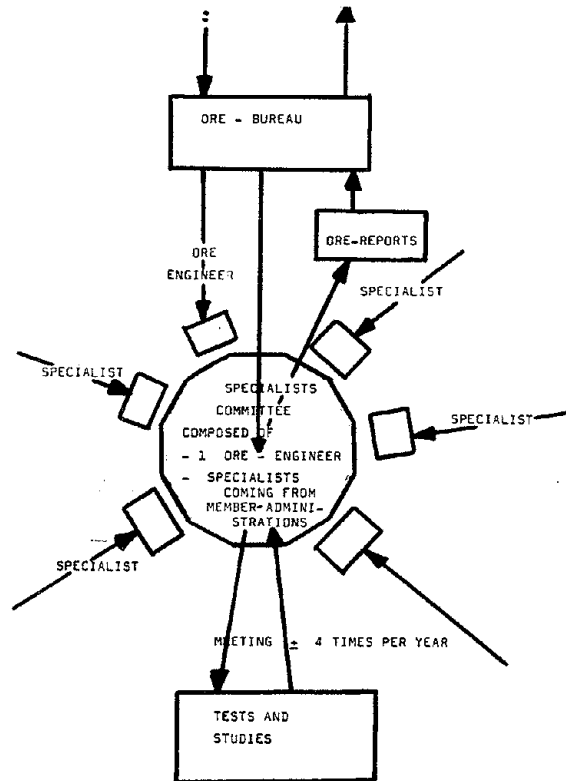 ORE - BUREAU
ORE-REPORTS
ORE
ENGINEER
SPECIALIST
SPECIALIST
SPECIALISTS
COMMITTEE
COMPOSED OF
- 1 ORE - ENGINEER
- SPECIALISTS
COMING FROM
MEMBER-ADMINI-
STRATIONS
SPECIALIST
SPECIALIST
MEETING ± 4 TIMES PER YEAR
TESTS AND
STUDIES